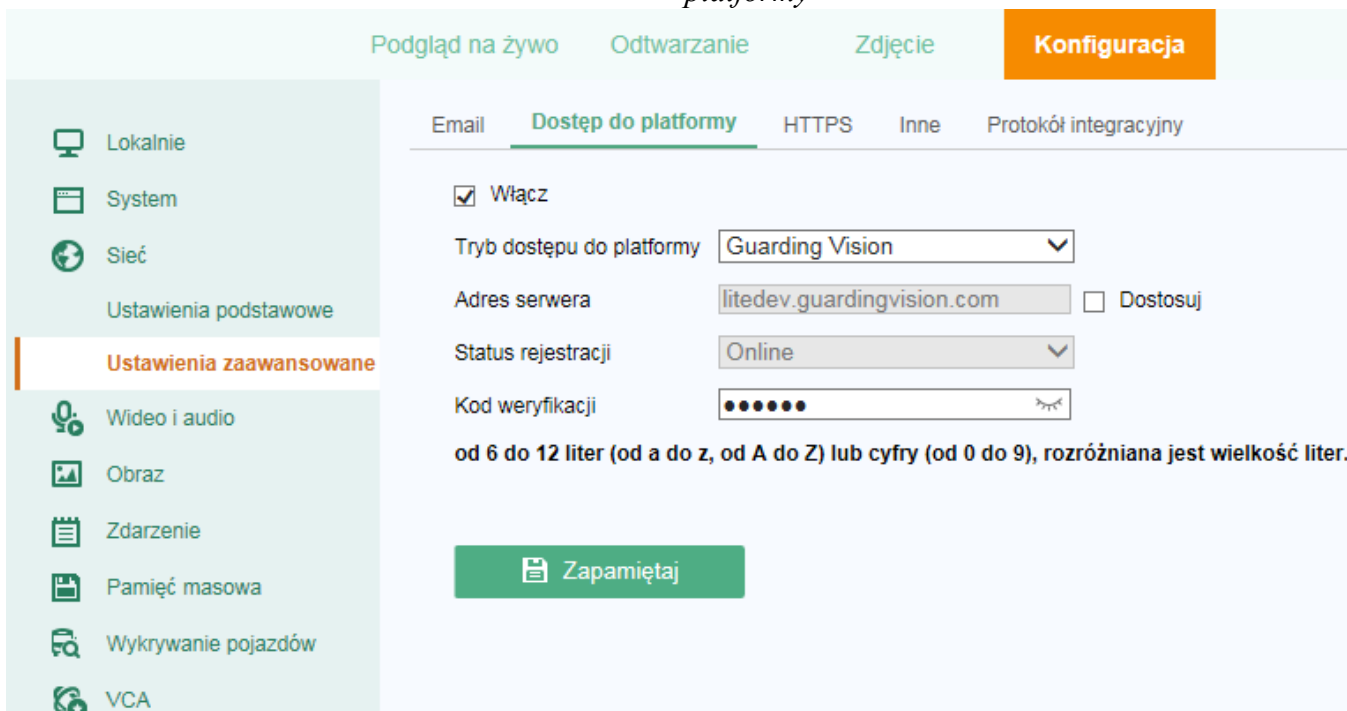 platformy
Podgląd na żywo Odtwarzanie Zdjęcie Konfiguracja
Email Dostęp do platformy HTTPS Inne Protokół integracyjny
Lokalnie
System
Sieć
Ustawienia podstawowe
Ustawienia zaawansowane
Wideo i audio
Obraz
Zdarzenie
Pamięć masowa
Wykrywanie pojazdów
VCA
Włącz
Tryb dostępu do platformy Guarding Vision
Adres serwera litedev.guardingvision.com Dostosuj
Status rejestracji Online
Kod weryfikacji ●●●●●●
od 6 do 12 liter (od a do z, od A do Z) lub cyfry (od 0 do 9), rozróżniana jest wielkość liter.
Zapamiętaj